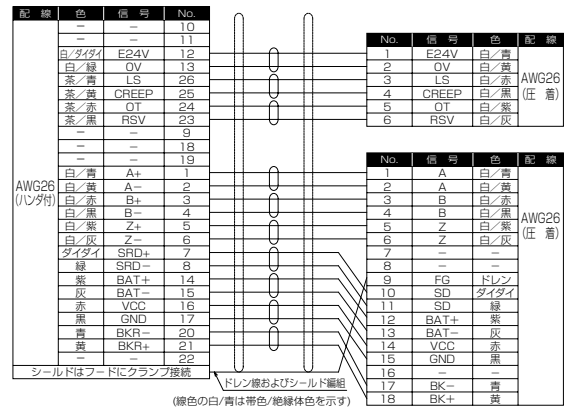 配 線 色 信 号 No.
－ － 10
－ － 11
白／ダイダイ E24V 12
白／緑 0V 13
茶／青 LS 26
茶／黄 CREEP 25
茶／赤 OT 24
茶／黒 RSV 23
－ － 9
－ － 18
－ － 19
白／青 A+ 1
AWG26 白／黄 A− 2
(ハンダ付) 白／赤 B+ 3
白／黒 B− 4
白／紫 Z+ 5
白／灰 Z− 6
ダイダイ SRD+ 7
緑 SRD− 8
紫 BAT+ 14
灰 BAT− 15
赤 VCC 16
黒 GND 17
青 BKR− 20
黄 BKR+ 21
－ － 22
シールドはフードにクランプ接続
No. 信 号 色 配 線
1 E24V 白／青
2 0V 白／黄
3 LS 白／赤 AWG26
4 CREEP 白／黒 (圧 着)
5 OT 白／紫
6 RSV 白／灰
No. 信 号 色 配 線
1 A 白／青
2 A 白／黄
3 B 白／赤
4 B 白／黒 AWG26
5 Z 白／紫 (圧 着)
6 Z 白／灰
7 － －
8 － －
9 FG ドレン
10 SD ダイダイ
11 SD 緑
12 BAT+ 紫
13 BAT− 灰
14 VCC 赤
15 GND 黒
16 － －
17 BK− 青
18 BK+ 黄
ドレン線およびシールド編組
(線色の白/青は帯色/絶縁体色を示す)